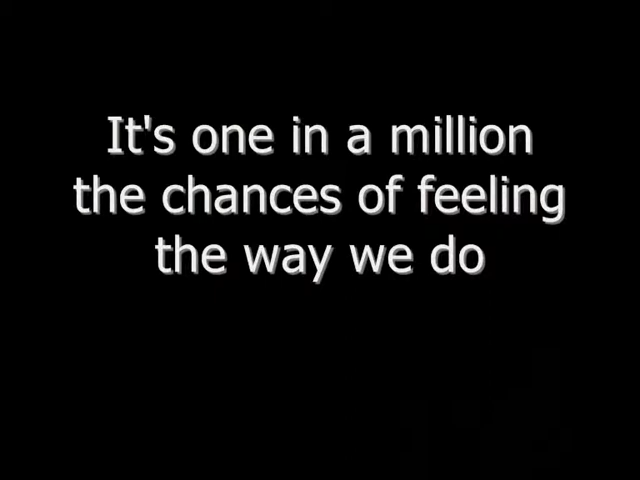 It's one in a million
the chances of feeling
the way we do